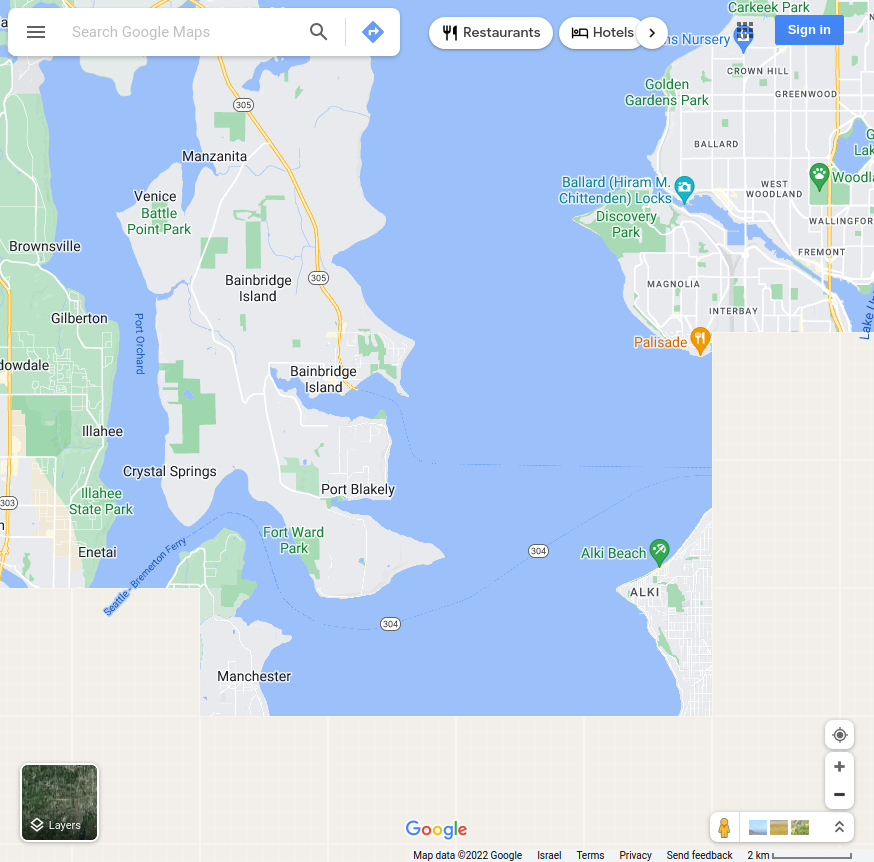 Search Google Maps
Restaurants
Hotels
Sign in
Carkeek Park
ns Nursery
CROWN HILL
Golden
Gardens Park
GREENWOOD
305
BALLARD
Manzanita
Ballard (Hiram M.
Chittenden) Locks
WEST
WOODLAND
Woodla
Venice
Battle
Point Park
Discovery
Park
WALLINGFOR
Brownsville
FREMONT
305
Bainbridge
Island
MAGNOLIA
INTERBAY
Lake Un
Gilberton
Port Orchard
Palisade
dowdale
Bainbridge
Island
Illahee
Crystal Springs
Port Blakely
303
Illahee
State Park
Fort Ward
Park
Enetai
304
Alki Beach
Seattle - Bremerton Ferry
ALKI
304
Manchester
Layers
Google
Map data ©2022 Google
Israel
Terms
Privacy
Send feedback
2 km